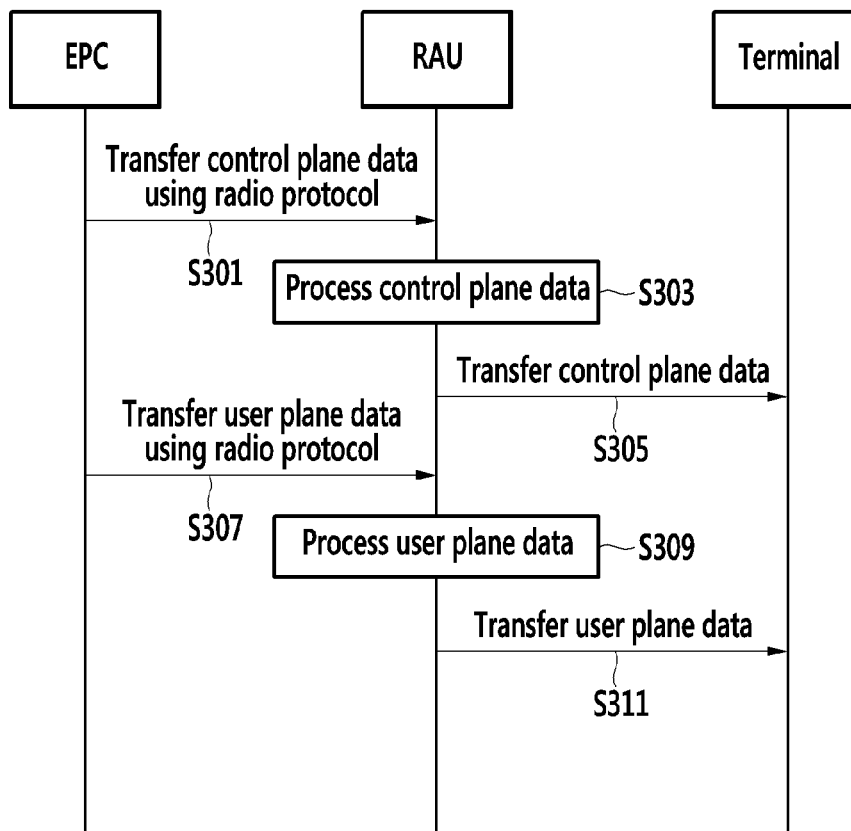 EPC
RAU
Terminal
Transfer control plane data
using radio protocol
S301
Process control plane data
S303
Transfer control plane data
S305
Transfer user plane data
using radio protocol
S307
Process user plane data
S309
Transfer user plane data
S311